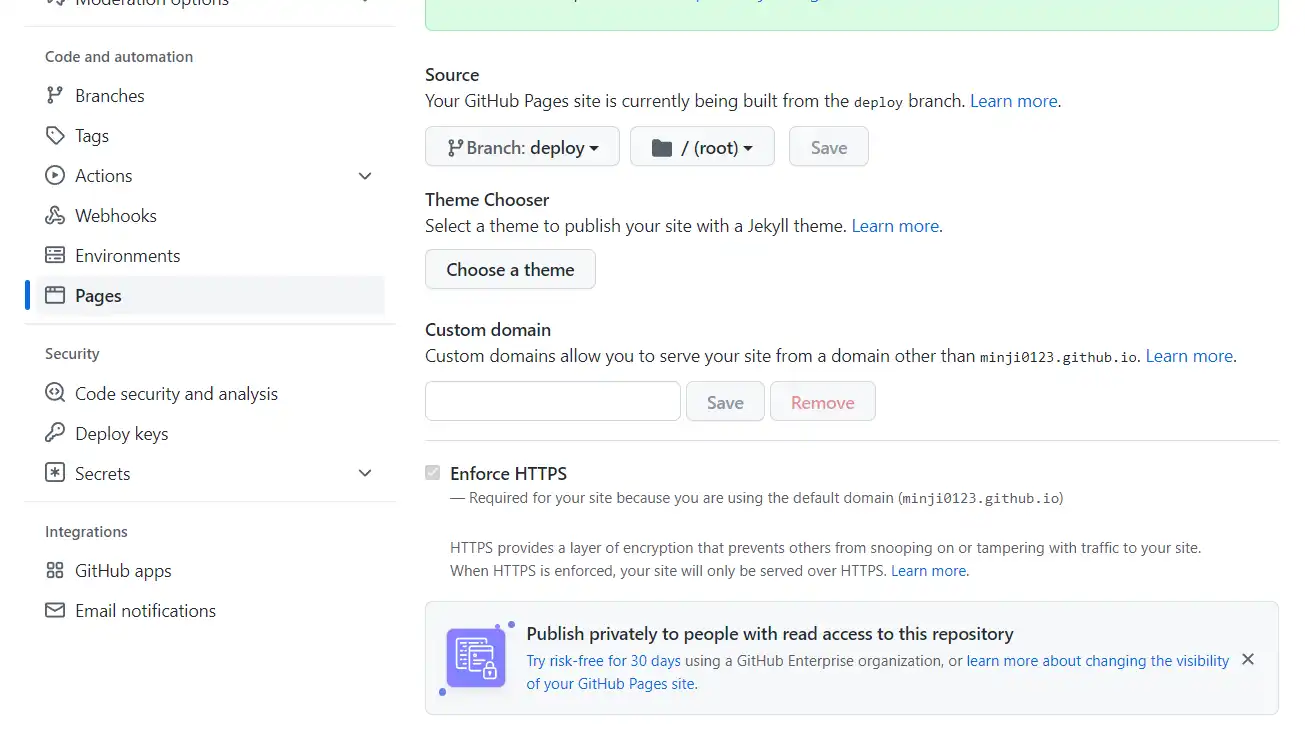 Moderation options
Code and automation
Branches
Tags
Actions
Webhooks
Environments
Pages
Security
Code security and analysis
Deploy keys
Secrets
Integrations
GitHub apps
Email notifications
Source
Your GitHub Pages site is currently being built from the deploy branch. Learn more.
Branch: deploy
/ (root)
Save
Theme Chooser
Select a theme to publish your site with a Jekyll theme. Learn more.
Choose a theme
Custom domain
Custom domains allow you to serve your site from a domain other than minji0123.github.io. Learn more.
Save
Remove
Enforce HTTPS
— Required for your site because you are using the default domain (minji0123.github.io)
HTTPS provides a layer of encryption that prevents others from snooping on or tampering with traffic to your site.
When HTTPS is enforced, your site will only be served over HTTPS. Learn more.
Publish privately to people with read access to this repository
Try risk-free for 30 days using a GitHub Enterprise organization, or learn more about changing the visibility
of your GitHub Pages site.